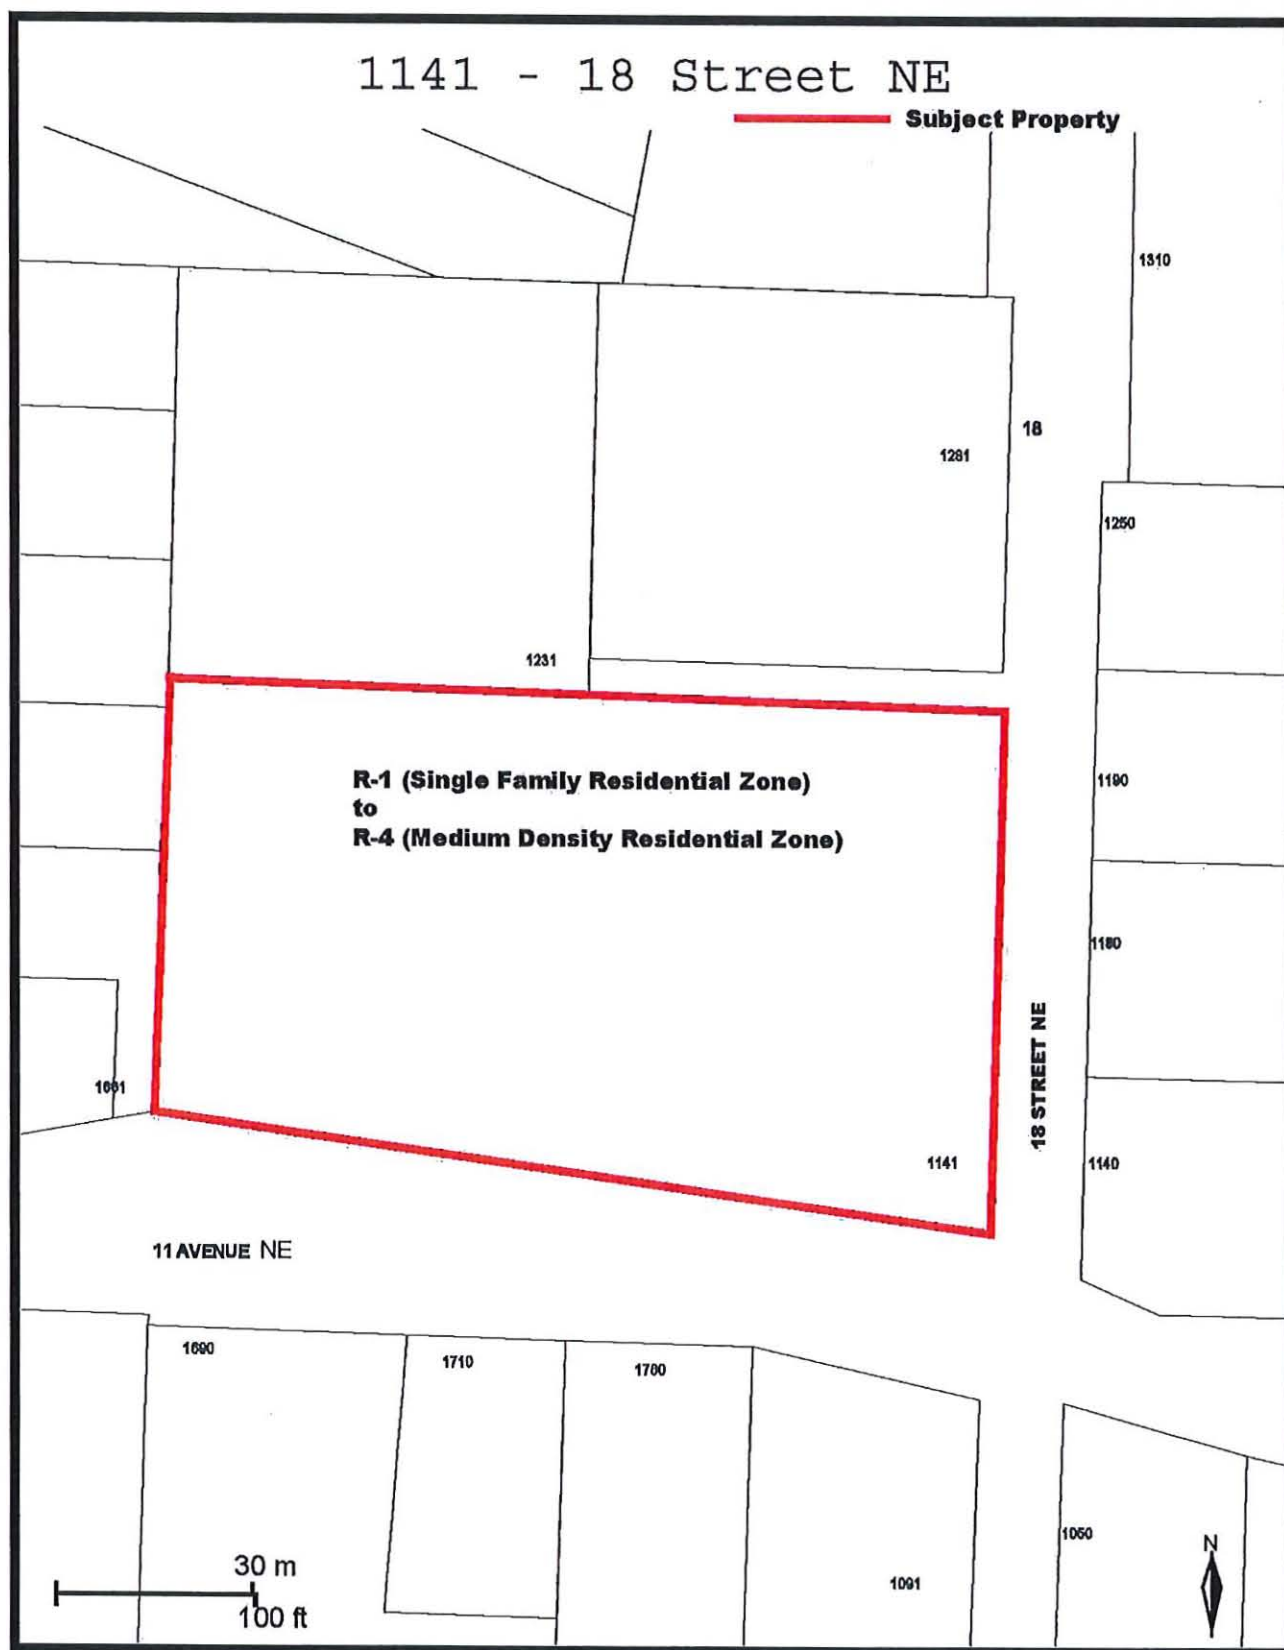 1141 - 18 Street NE
Subject Property
1310
18
1281
1250
1231
R-1 (Single Family Residential Zone)
to
R-4 (Medium Density Residential Zone)
1190
1180
18 STREET NE
1141
1140
11 AVENUE NE
1690
1710
1760
1091
1050
30 m
100 ft
N